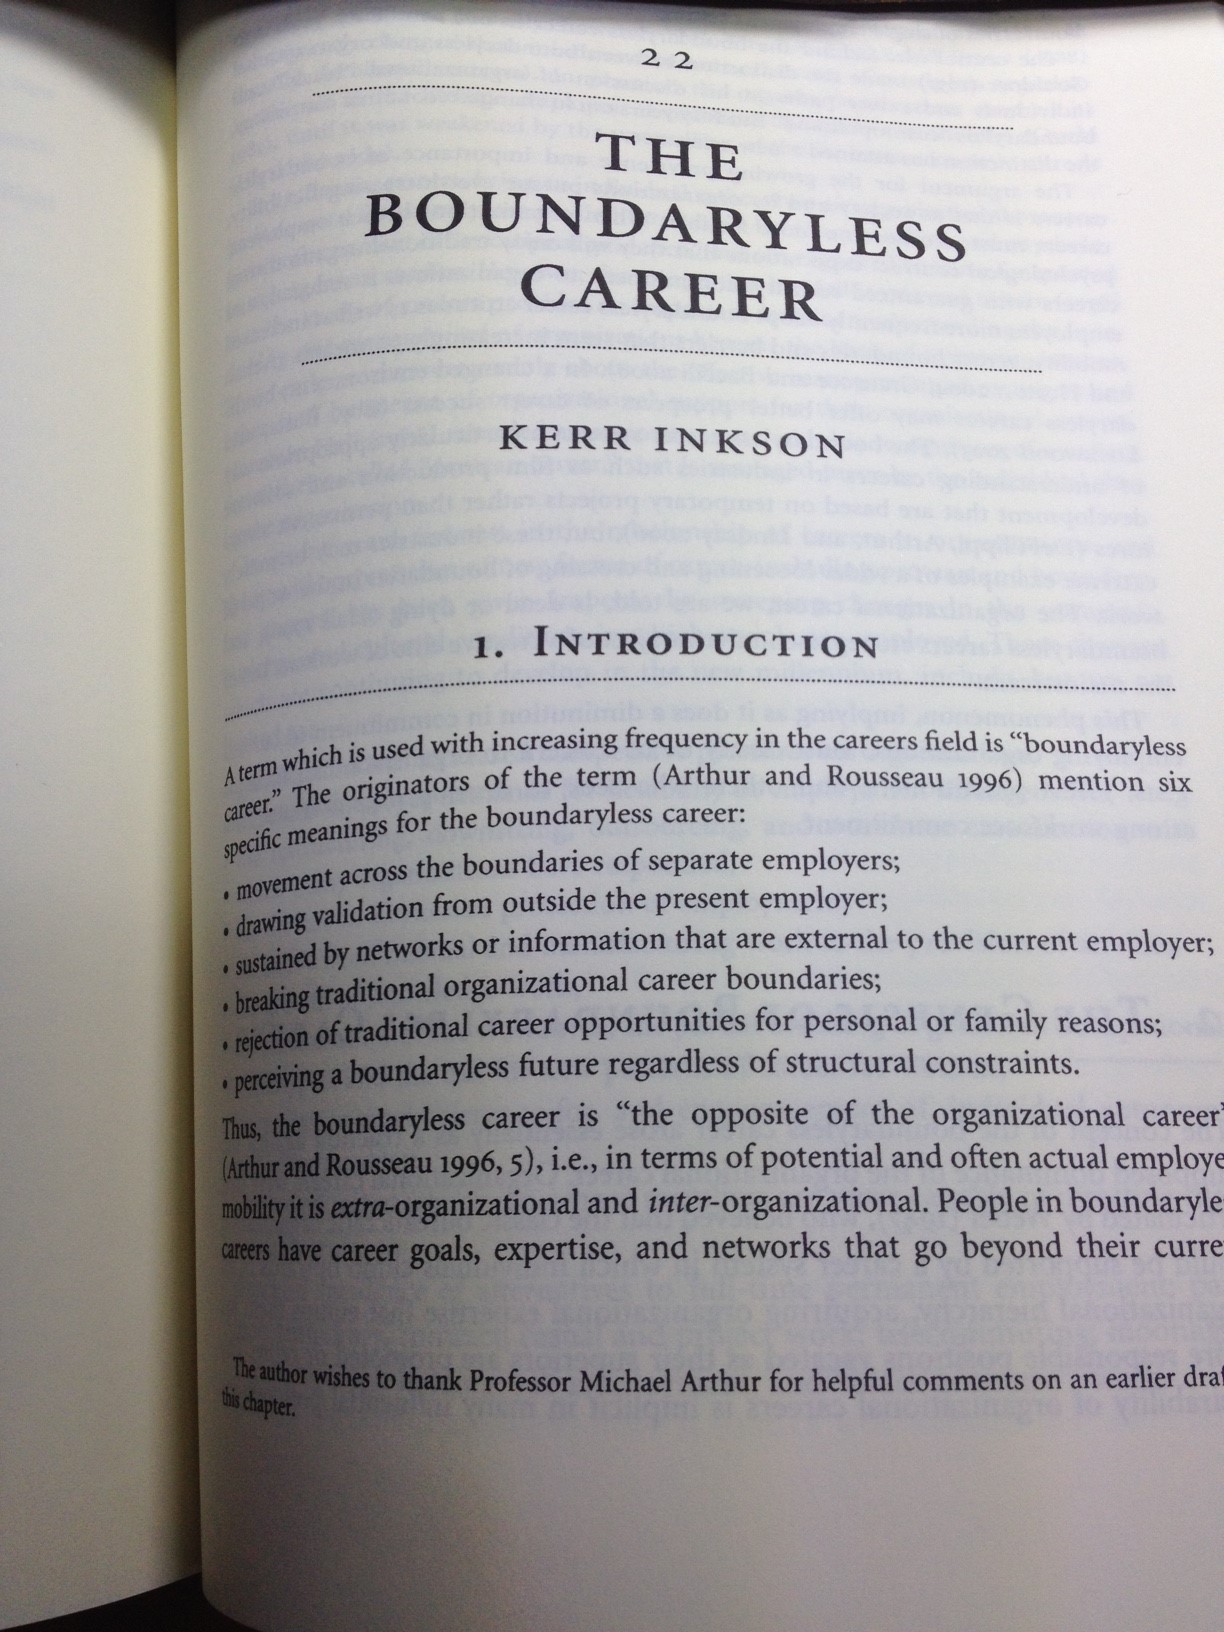 22
THE
BOUNDARYLESS
CAREER
KERR INKSON
1. INTRODUCTION
A term which is used with increasing frequency in the careers field is “boundaryless
career.” The originators of the term (Arthur and Rousseau 1996) mention six
specific meanings for the boundaryless career:
• movement across the boundaries of separate employers;
• drawing validation from outside the present employer;
• sustained by networks or information that are external to the current employer;
• breaking traditional organizational career boundaries;
• rejection of traditional career opportunities for personal or family reasons;
• perceiving a boundaryless future regardless of structural constraints.
Thus, the boundaryless career is “the opposite of the organizational career”
(Arthur and Rousseau 1996, 5), i.e., in terms of potential and often actual employe
mobility it is extra-organizational and inter-organizational. People in boundaryle
careers have career goals, expertise, and networks that go beyond their curre
The author wishes to thank Professor Michael Arthur for helpful comments on an earlier draf
this chapter.